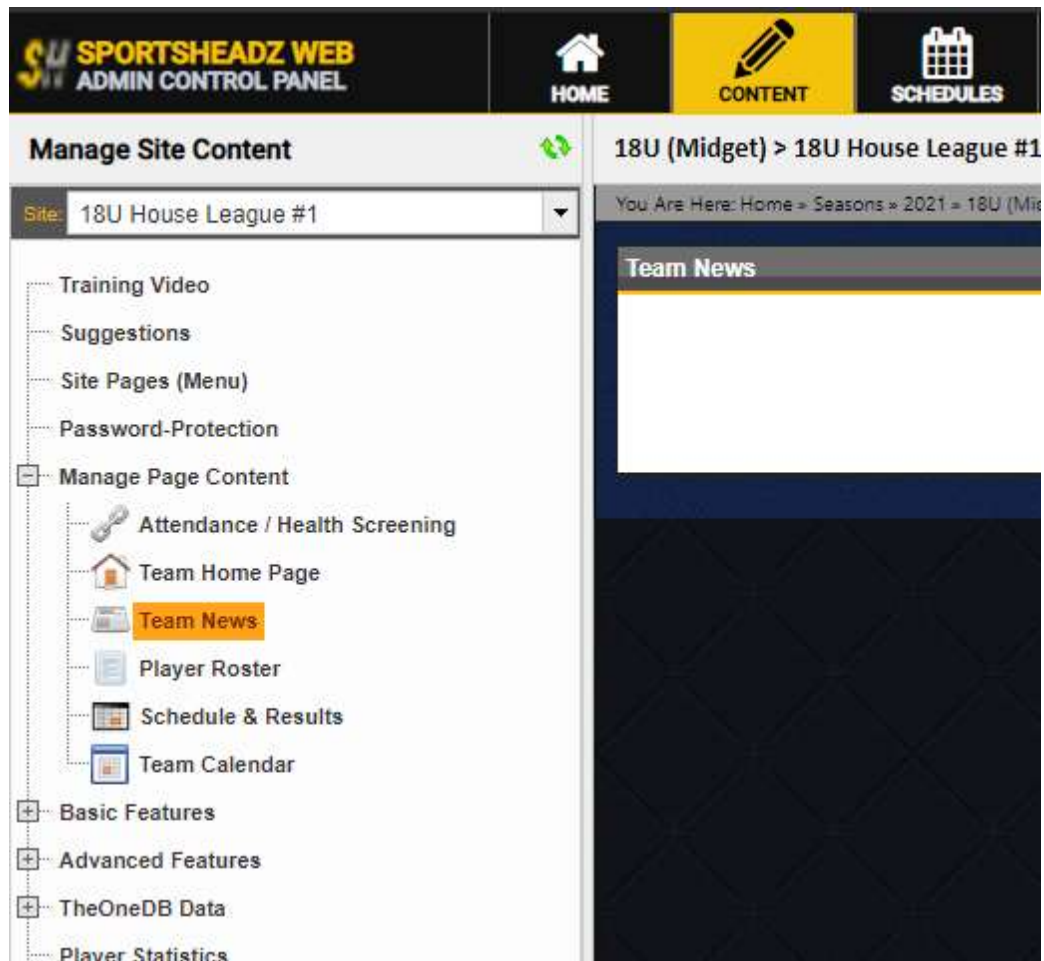 SH SPORTSHEADZ WEB
ADMIN CONTROL PANEL
HOME
CONTENT
SCHEDULES
Manage Site Content
18U (Midget) > 18U House League #1
Site: 18U House League #1
You Are Here: Home » Seasons » 2021 » 18U (Mid
Team News
Training Video
Suggestions
Site Pages (Menu)
Password-Protection
Manage Page Content
Attendance / Health Screening
Team Home Page
Team News
Player Roster
Schedule & Results
Team Calendar
Basic Features
Advanced Features
TheOneDB Data
Player Statistics